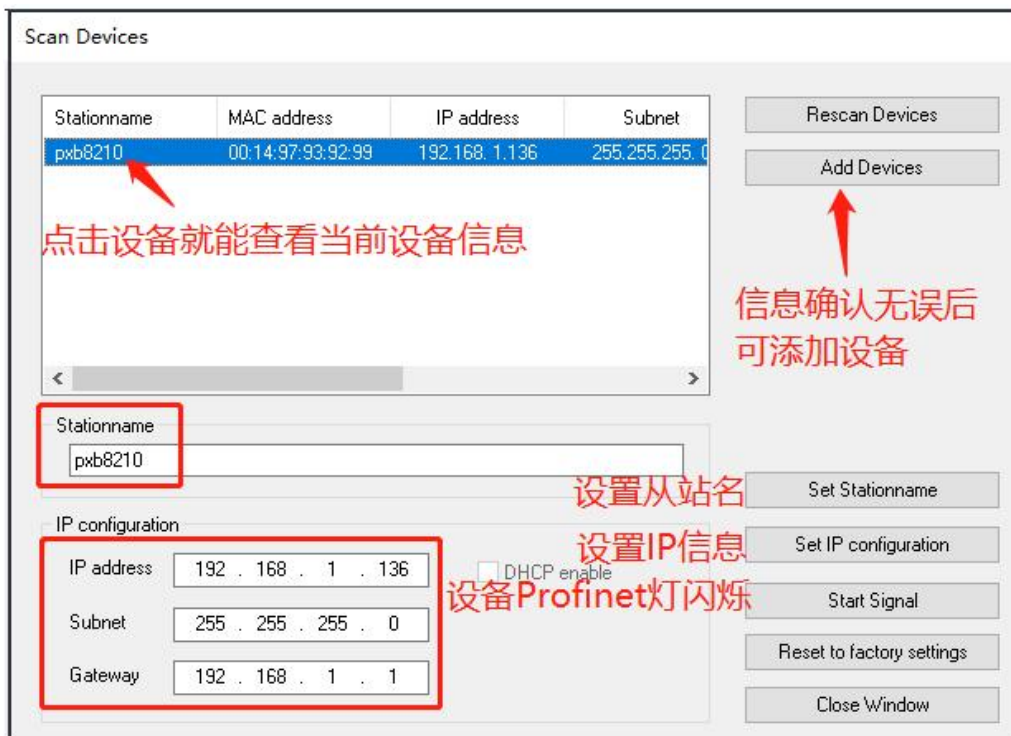 Scan Devices
Stationname MAC address IP address Subnet
pxb8210 00:14:97:93:92:99 192.168. 1.136 255.255.255.
点击设备就能查看当前设备信息
Rescan Devices
Add Devices
信息确认无误后
可添加设备
Stationname
pxb8210
设置从站名
Set Stationname
IP configuration
设置IP信息
Set IP configuration
IP address 192 . 168 . 1 . 136
DHCP enable
设备Profinet灯闪烁
Start Signal
Subnet 255 . 255 . 255 . 0
Reset to factory settings
Gateway 192 . 168 . 1 . 1
Close Window